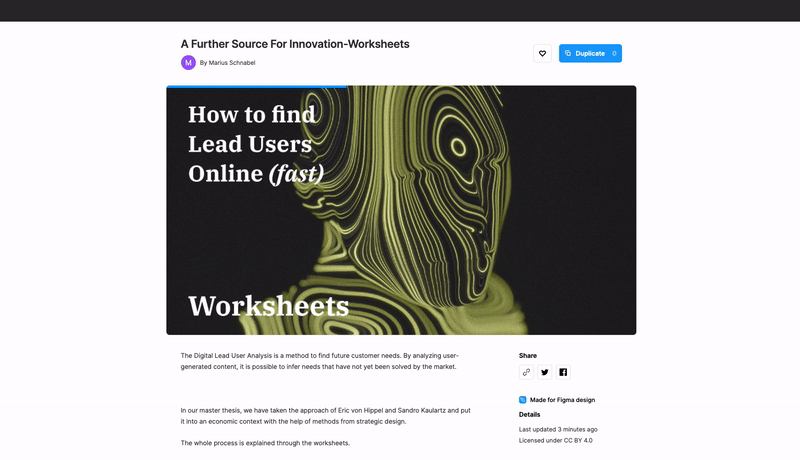 A Further Source For Innovation-Worksheets
M
By Marius Schnabel
Duplicate 0
How to find
Lead Users
Online (fast)
Worksheets
The Digital Lead User Analysis is a method to find future customer needs. By analyzing user-
generated content, it is possible to infer needs that have not yet been solved by the market.
In our master thesis, we have taken the approach of Eric von Hippel and Sandro Kaulartz and put
it into an economic context with the help of methods from strategic design.
The whole process is explained through the worksheets.
Share
Made for Figma design
Details
Last updated 3 minutes ago
Licensed under CC BY 4.0